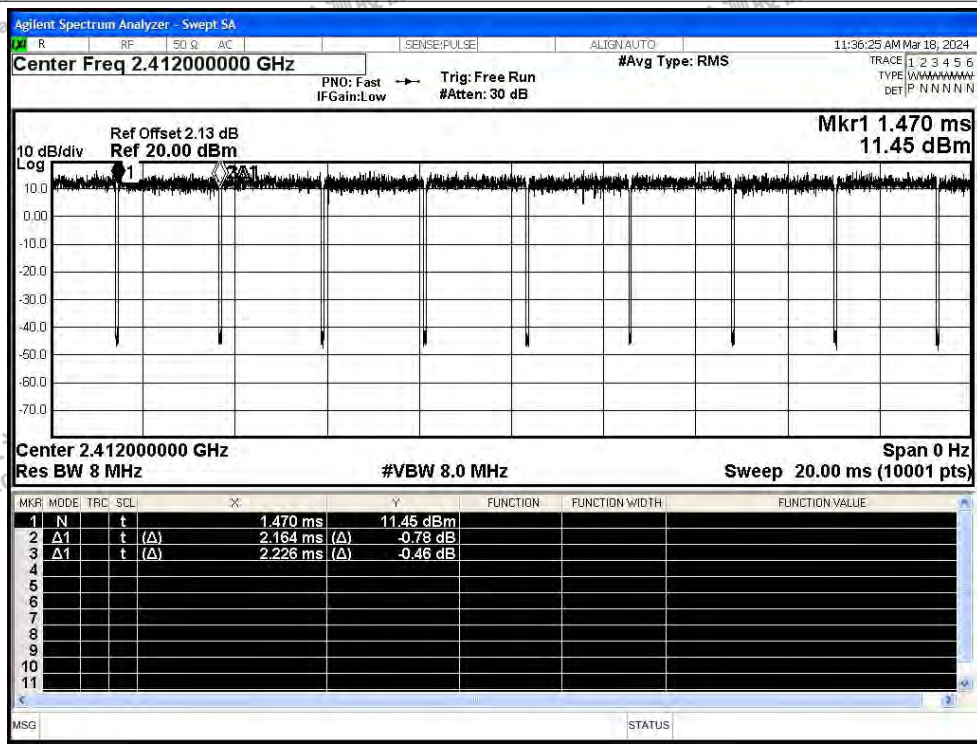 Agilent Spectrum Analyzer - Swept SA
R RF 50 Ω AC SENSE:PULSE ALIGN AUTO 11:36:25 AM Mar 18, 2024
Center Freq 2.412000000 GHz
PNO: Fast
IFGain:Low
Trig: Free Run
#Atten: 30 dB
#Avg Type: RMS
TRACE 1 2 3 4 5 6
TYPE
DET P N N N N N
Mkr1 1.470 ms
11.45 dBm
Ref Offset 2.13 dB
10 dB/div Ref 20.00 dBm
Log
1
10.0
0.00
-10.0
-20.0
-30.0
-40.0
-50.0
-60.0
-70.0
Center 2.412000000 GHz Span 0 Hz
Res BW 8 MHz #VBW 8.0 MHz Sweep 20.00 ms (10001 pts)
MKR MODE TRC SCL X Y FUNCTION FUNCTION WIDTH FUNCTION VALUE
1 N t 1.470 ms 11.45 dBm
2 Δ1 t (Δ) 2.164 ms (Δ) -0.78 dB
3 Δ1 t (Δ) 2.226 ms (Δ) -0.46 dB
4
5
6
7
8
9
10
11
MSG STATUS